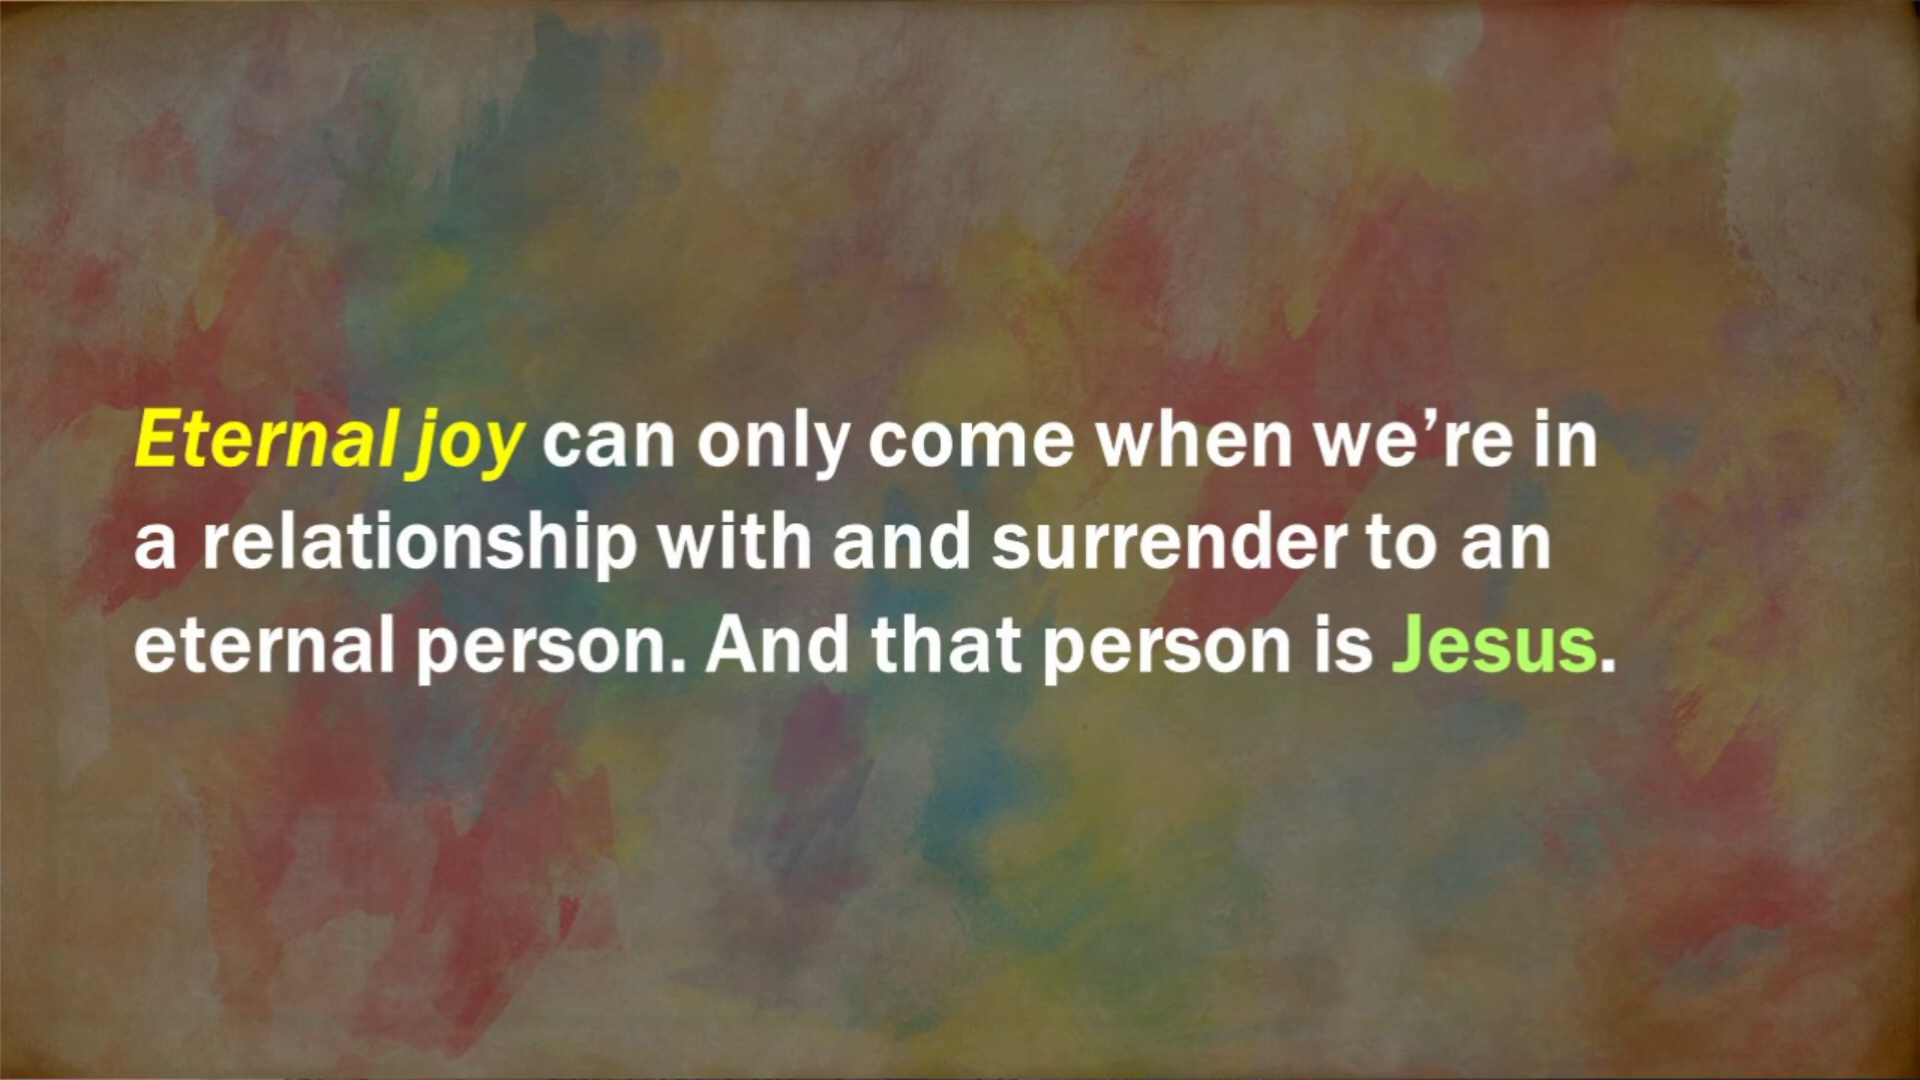 Eternal joy can only come when we’re in
a relationship with and surrender to an
eternal person. And that person is Jesus.